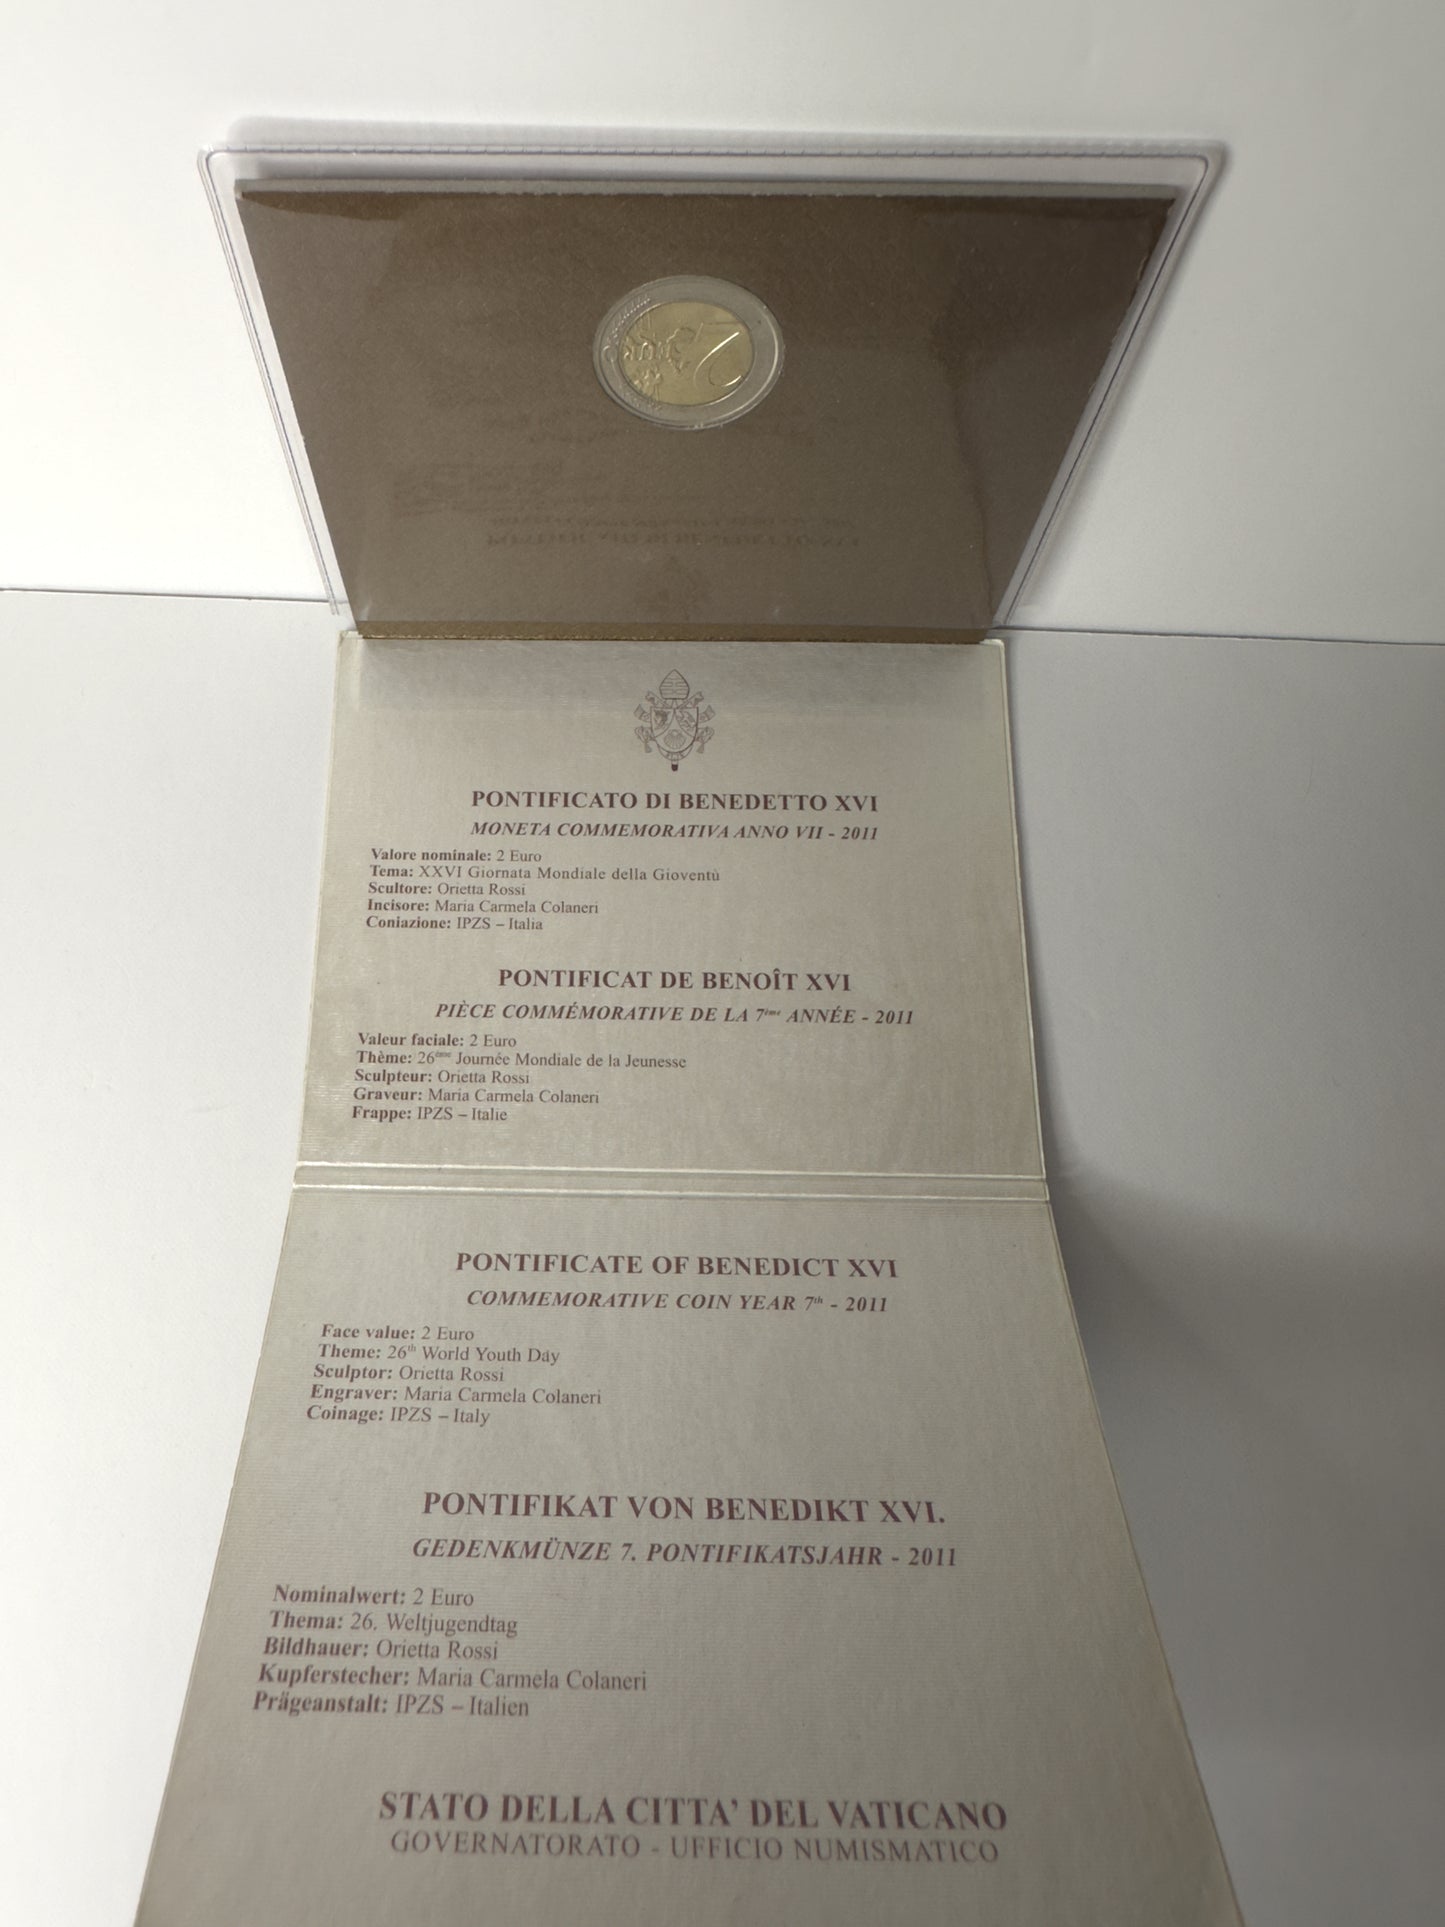 2
PONTIFICATO DI BENEDETTO XVI
MONETA COMMEMORATIVA ANNO VII - 2011
Valore nominale: 2 Euro
Tema: XXVI Giornata Mondiale della Gioventù
Scultore: Orietta Rossi
Incisore: Maria Carmela Colaneri
Coniazione: IPZS – Italia
PONTIFICAT DE BENOÎT XVI
PIÈCE COMMÉMORATIVE DE LA 7ème ANNÉE - 2011
Valeur faciale: 2 Euro
Thème: 26ème Journée Mondiale de la Jeunesse
Sculpteur: Orietta Rossi
Graveur: Maria Carmela Colaneri
Frappe: IPZS – Italie
PONTIFICATE OF BENEDICT XVI
COMMEMORATIVE COIN YEAR 7th - 2011
Face value: 2 Euro
Theme: 26th World Youth Day
Sculptor: Orietta Rossi
Engraver: Maria Carmela Colaneri
Coinage: IPZS – Italy
PONTIFIKAT VON BENEDIKT XVI.
GEDENKMÜNZE 7. PONTIFIKATSJAHR - 2011
Nominalwert: 2 Euro
Thema: 26. Weltjugendtag
Bildhauer: Orietta Rossi
Kupferstecher: Maria Carmela Colaneri
Prägeanstalt: IPZS – Italien
STATO DELLA CITTA' DEL VATICANO
GOVERNATORATO - UFFICIO NUMISMATICO